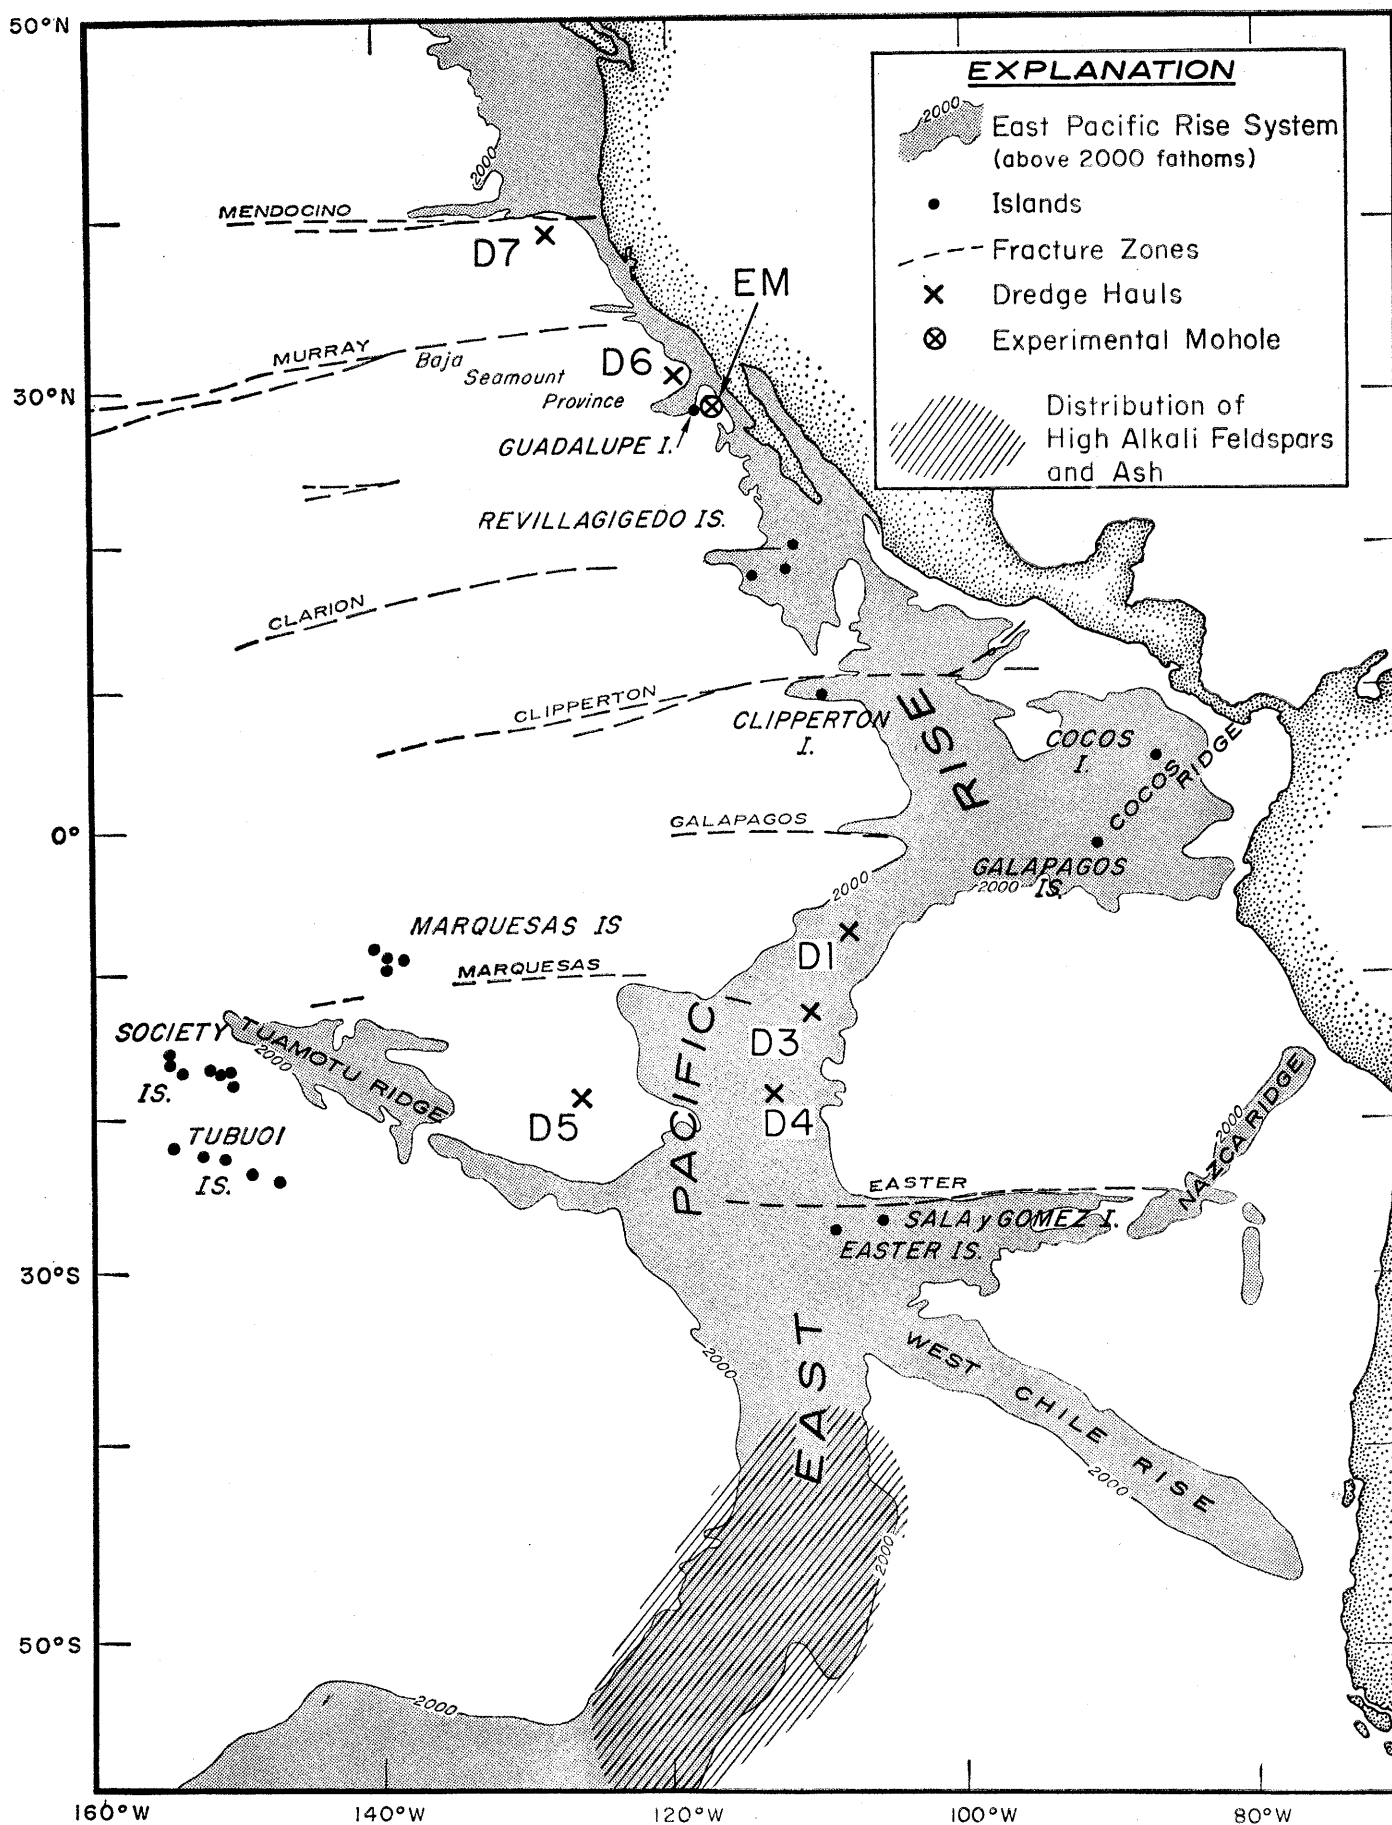 50°N
EXPLANATION
2000
East Pacific Rise System
(above 2000 fathoms)
Islands
Fracture Zones
Dredge Hauls
Experimental Mohole
Distribution of
High Alkali Feldspars
and Ash
2000
MENDOCINO
D7
EM
MURRAY
Baja
Seamount
Province
D6
30°N
GUADALUPE I.
REVILLAGIGEDO IS.
CLARION
CLIPPERTON
CLIPPERTON
I.
RISE
COCOS
I.
COCOS RIDGE
0°
GALAPAGOS
GALAPAGOS
IS.
2000
2000
MARQUESAS IS
D1
MARQUESAS
SOCIETY
IS.
TUAMOTU RIDGE
2000
PACIFIC
D3
D5
D4
TUBUOI
IS.
2000
NAZCA RIDGE
EASTER
SALA y GOMEZ I.
EASTER IS.
30°S
EAST
2000
WEST CHILE RISE
2000
2000
50°S
2000
160°W
140°W
120°W
100°W
80°W